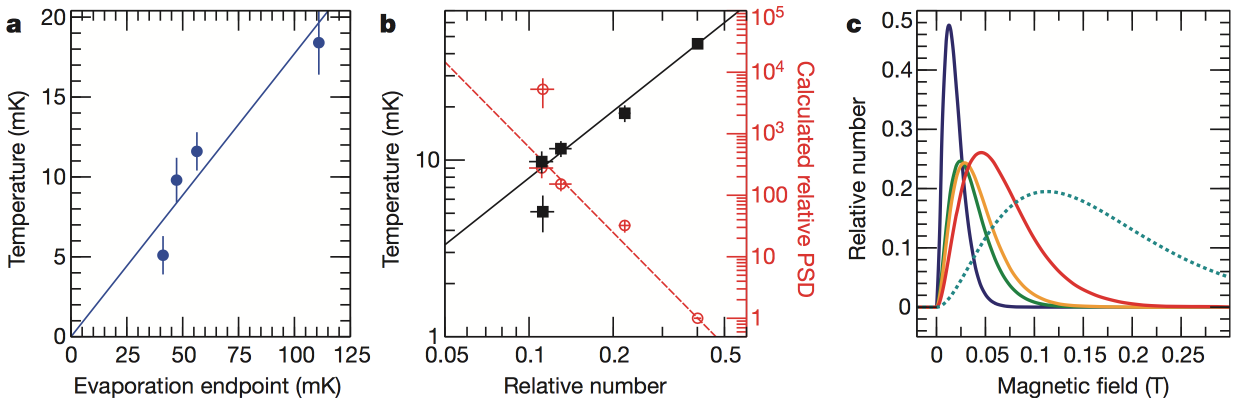 a
20
15
10
5
0
Temperature (mK)
0 25 50 75 100 125
Evaporation endpoint (mK)
b
10
1
Temperature (mK)
0.05 0.1 0.2 0.5
Relative number
10⁵
10⁴
10³
100
10
1
Calculated relative PSD
c
0.5
0.4
0.3
0.2
0.1
0
Relative number
0 0.05 0.1 0.15 0.2 0.25
Magnetic field (T)